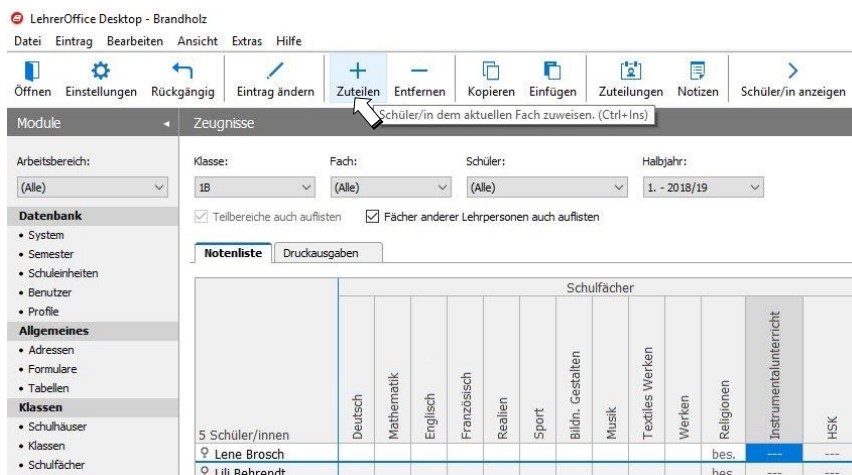 LehrerOffice Desktop - Brandholz
Datei Eintrag Bearbeiten Ansicht Extras Hilfe
Öffnen Einstellungen Rückgängig Eintrag ändern Zuteilen Entfernen Kopieren Einfügen Zuteilungen Notizen Schüler/in anzeigen
Schüler/in dem aktuellen Fach zuweisen. (Ctrl+Ins)
Module
Zeugnisse
Arbeitsbereich:
(Alle)
Datenbank
• System
• Semester
• Schuleinheiten
• Benutzer
• Profile
Allgemeines
• Adressen
• Formulare
• Tabellen
Klassen
• Schulhäuser
• Klassen
• Schulfächer
Klasse: Fach: Schüler: Halbjahr:
1B (Alle) (Alle) 1. - 2018/19
Teilbereiche auch auflisten Fächer anderer Lehrpersonen auch auflisten
Notenliste Druckausgaben
Schulfächer
5 Schüler/innen
Deutsch
Mathematik
Englisch
Französisch
Realien
Sport
Bildn. Gestalten
Musik
Textiles Werken
Werken
Religionen
Instrumentalunterricht
HSK
Lene Brosch bes. --- ---
Lili Behrendt bes. --- ---